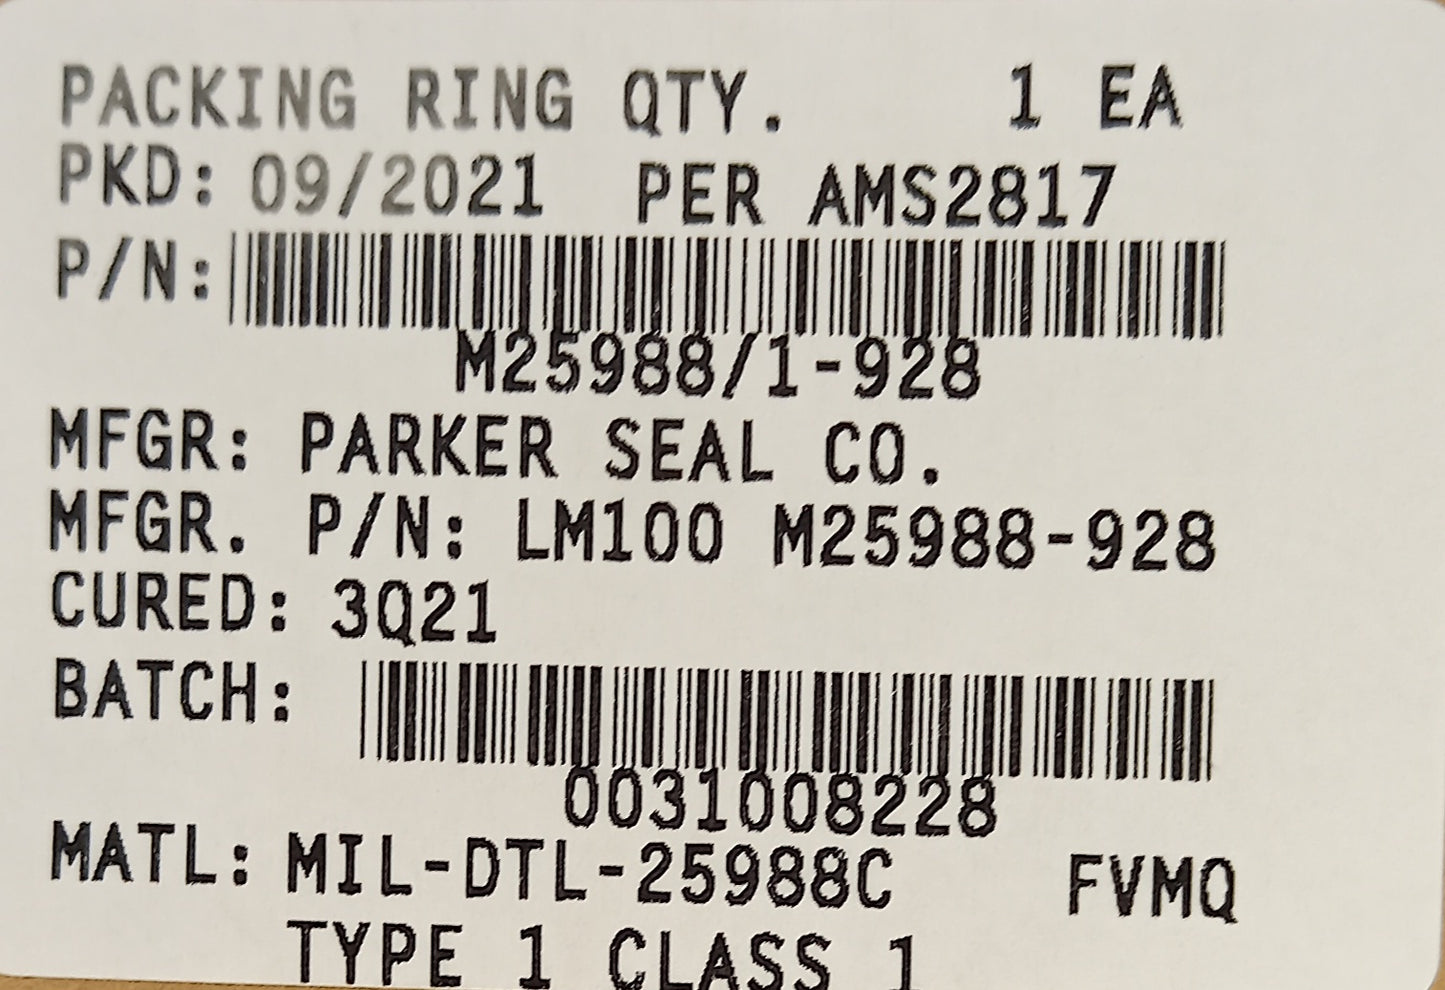 PACKING RING QTY. 1 EA
PKD: 09/2021 PER AMS2817
P/N:
M25988/1-928
MFGR: PARKER SEAL CO.
MFGR. P/N: LM100 M25988-928
CURED: 3Q21
BATCH:
0031008228
MATL: MIL-DTL-25988C FVMQ
TYPE 1 CLASS 1